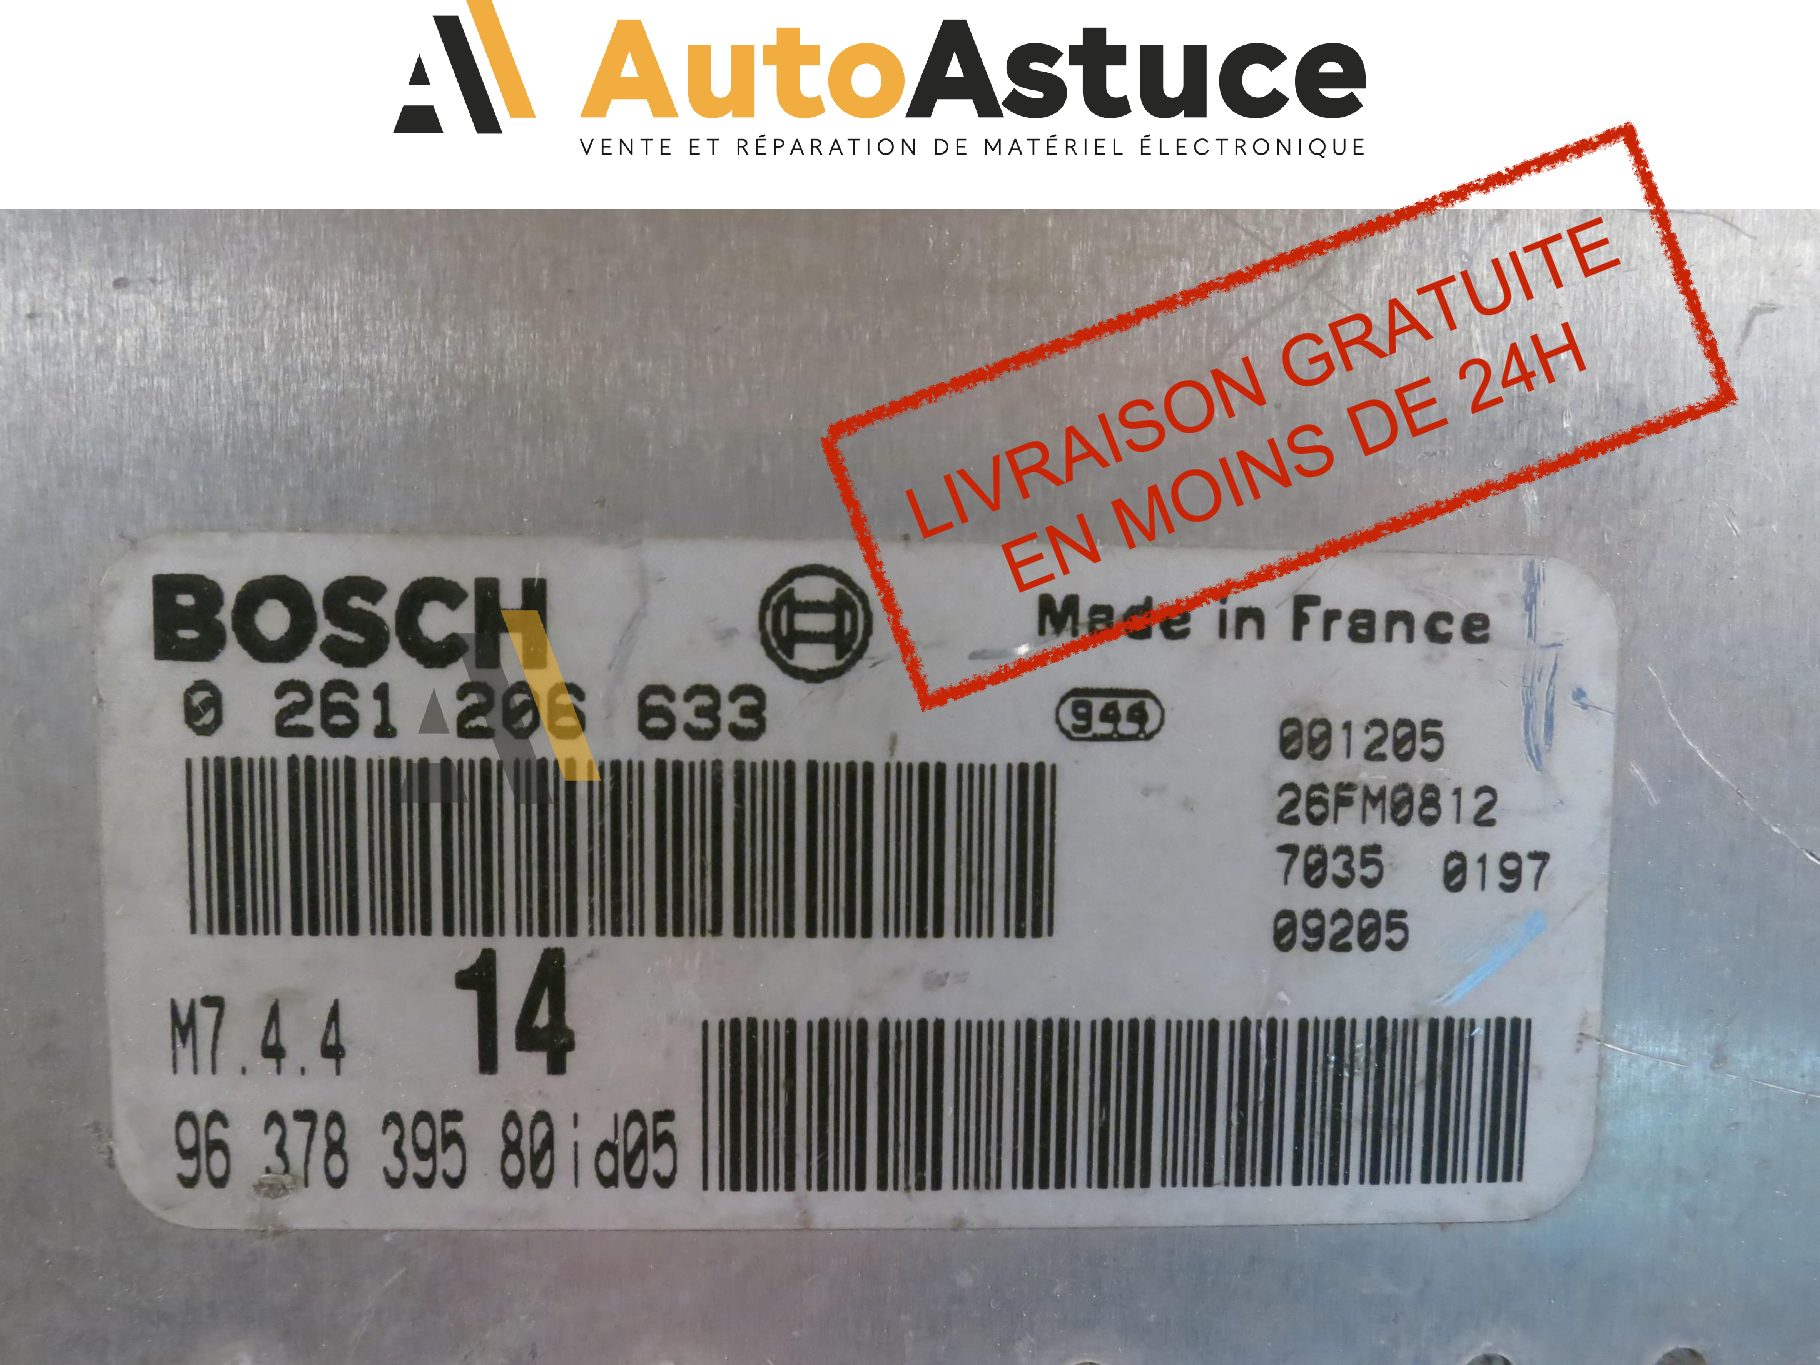 AutoAstuce
VENTE ET RÉPARATION DE MATÉRIEL ÉLECTRONIQUE
LIVRAISON GRATUITE
EN MOINS DE 24H
BOSCH
Made in France
0 261 206 633
944
001205
26FM0812
7035 0197
09205
14
M7.4.4
96 378 395 80id05